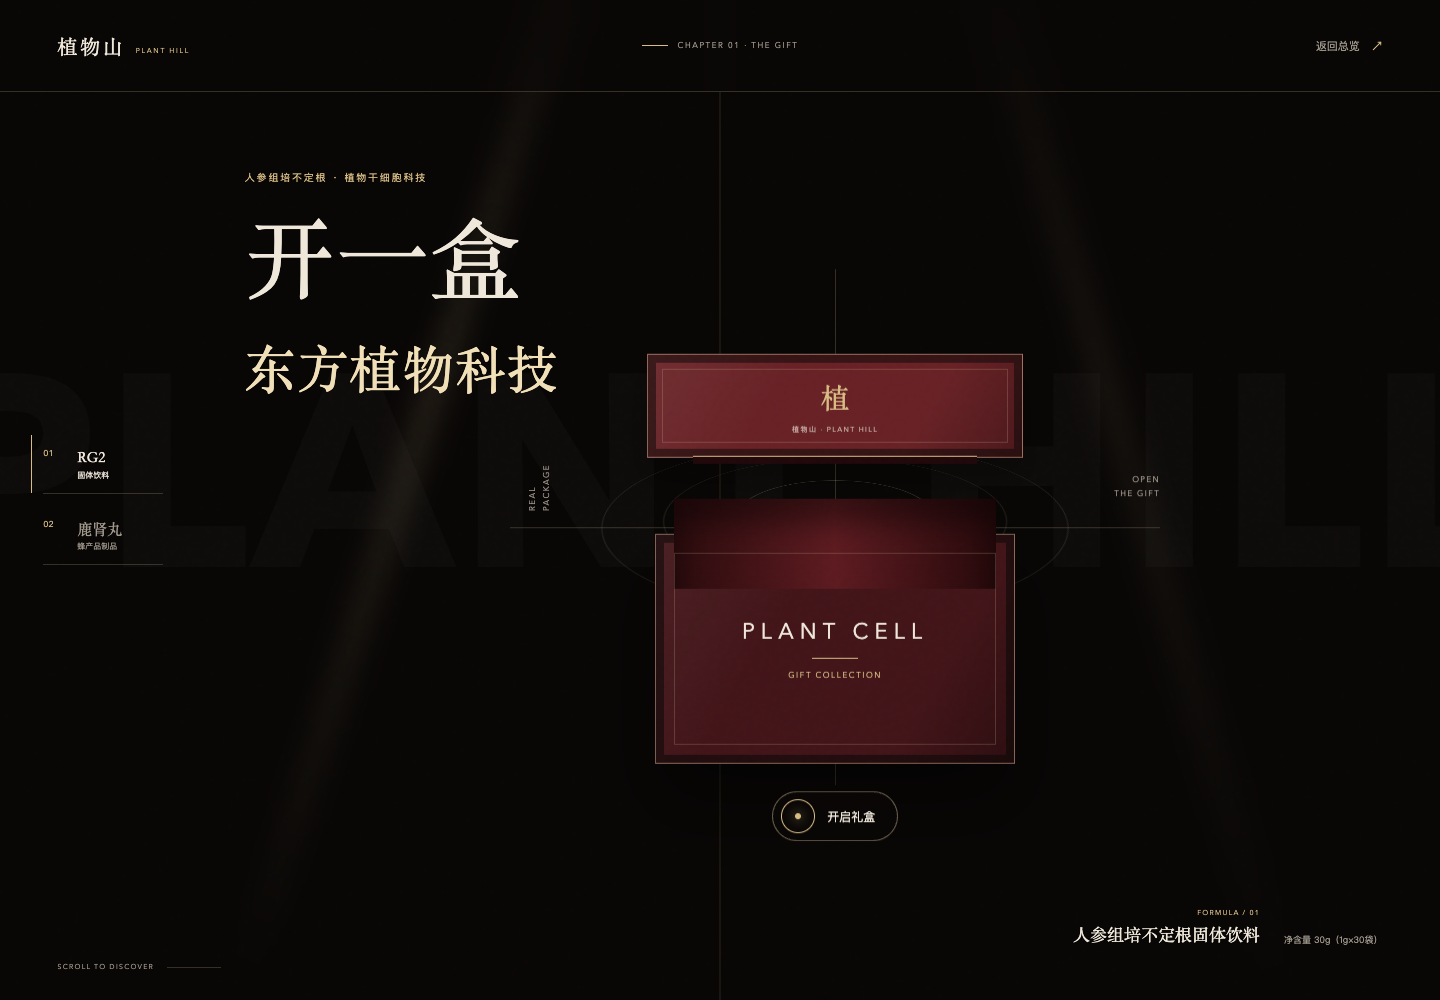 植物山 PLANT HILL
CHAPTER 01 · THE GIFT
返回总览 ↗
人参组培不定根 · 植物干细胞科技
开一盒
东方植物科技
PLANT HILL
01 RG2
固体饮料
02 鹿肾丸
蜂产品制品
REAL
PACKAGE
植
植物山 · PLANT HILL
OPEN
THE GIFT
PLANT CELL
GIFT COLLECTION
开启礼盒
FORMULA / 01
人参组培不定根固体饮料
净含量 30g（1g×30袋）
SCROLL TO DISCOVER